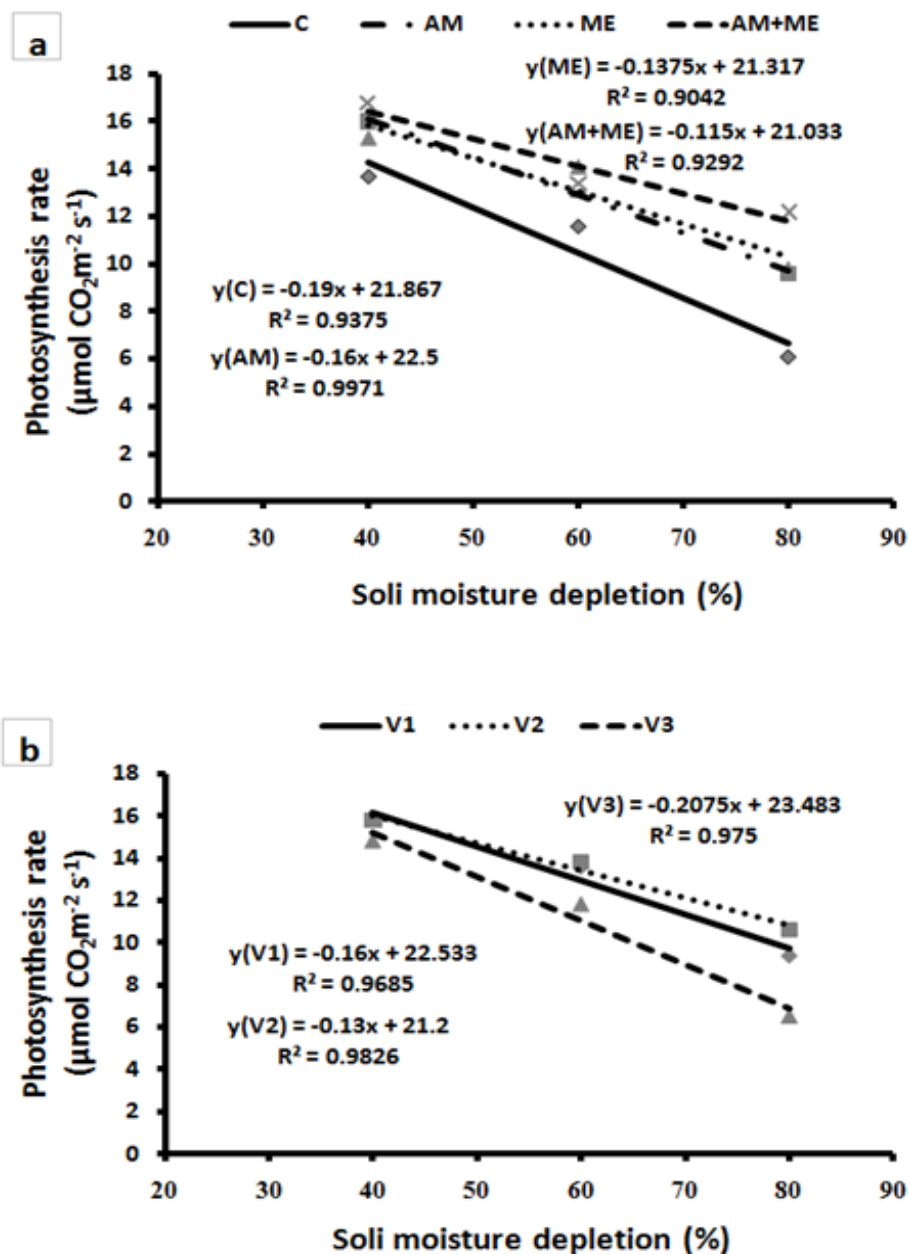 a
C AM ME AM+ME
y(ME) = -0.1375x + 21.317
R² = 0.9042
y(AM+ME) = -0.115x + 21.033
R² = 0.9292
y(C) = -0.19x + 21.867
R² = 0.9375
y(AM) = -0.16x + 22.5
R² = 0.9971
Photosynthesis rate
(µmol CO₂m⁻² s⁻¹)
18
16
14
12
10
8
6
4
2
0
20 30 40 50 60 70 80 90
Soli moisture depletion (%)
b
V1 V2 V3
y(V3) = -0.2075x + 23.483
R² = 0.975
y(V1) = -0.16x + 22.533
R² = 0.9685
y(V2) = -0.13x + 21.2
R² = 0.9826
Photosynthesis rate
(µmol CO₂m⁻² s⁻¹)
18
16
14
12
10
8
6
4
2
0
20 30 40 50 60 70 80 90
Soli moisture depletion (%)